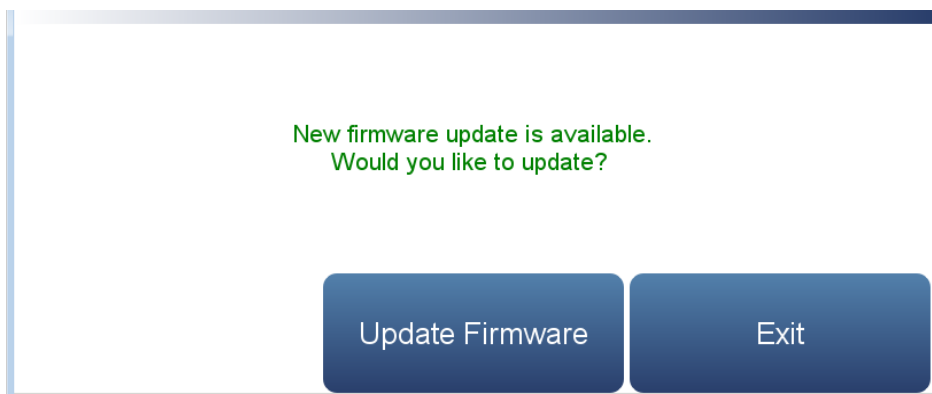 New firmware update is available.
Would you like to update?
Update Firmware
Exit